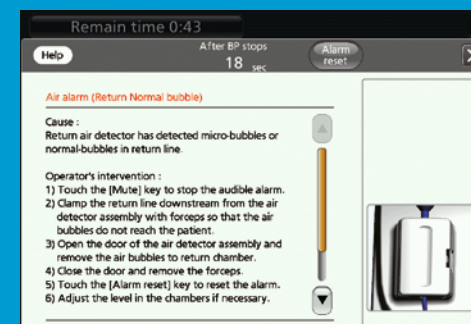 Remain time 0:43
Help
After BP stops
18 sec
Alarm
reset
Air alarm (Return Normal bubble)
Cause :
Return air detector has detected micro-bubbles or
normal-bubbles in return line.
Operator's intervention :
1) Touch the [Mute] key to stop the audible alarm.
2) Clamp the return line downstream from the air
detector assembly with forceps so that the air
bubbles do not reach the patient.
3) Open the door of the air detector assembly and
remove the air bubbles to return chamber.
4) Close the door and remove the forceps.
5) Touch the [Alarm reset] key to reset the alarm.
6) Adjust the level in the chambers if necessary.